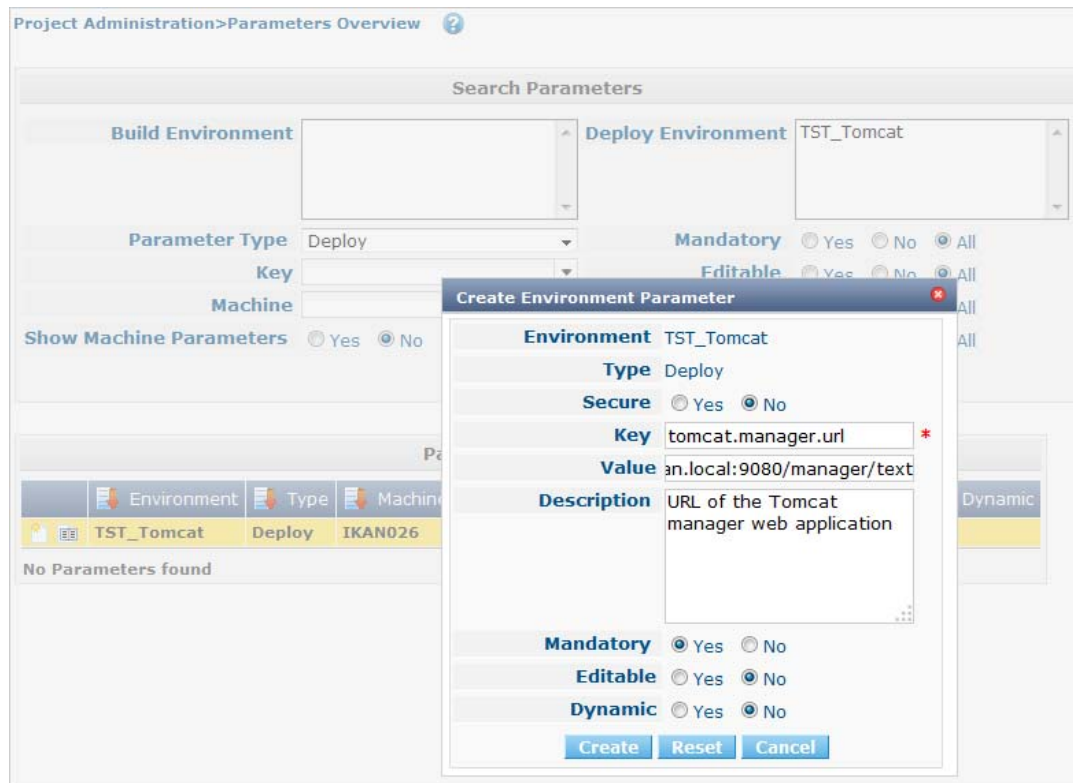 Project Administration>Parameters Overview
Search Parameters
Build Environment
Deploy Environment TST_Tomcat
Parameter Type Deploy
Mandatory Yes No All
Key
Editable Yes No All
Machine
All
Show Machine Parameters Yes No
All
Create Environment Parameter
Environment TST_Tomcat
Type Deploy
Secure Yes No
Key tomcat.manager.url *
Value an.local:9080/manager/text
Description URL of the Tomcat
manager web application
Mandatory Yes No
Editable Yes No
Dynamic Yes No
Create Reset Cancel
Environment Type Machine Dynamic
TST_Tomcat Deploy IKAN026
No Parameters found